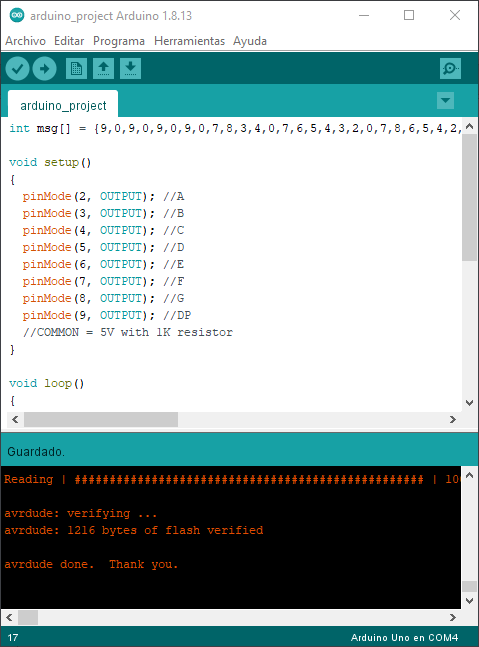 arduino_project Arduino 1.8.13
Archivo Editar Programa Herramientas Ayuda
arduino_project
int msg[] = {9,0,9,0,9,0,9,0,7,8,3,4,0,7,6,5,4,3,2,0,7,8,6,5,4,2,
void setup()
{
pinMode(2, OUTPUT); //A
pinMode(3, OUTPUT); //B
pinMode(4, OUTPUT); //C
pinMode(5, OUTPUT); //D
pinMode(6, OUTPUT); //E
pinMode(7, OUTPUT); //F
pinMode(8, OUTPUT); //G
pinMode(9, OUTPUT); //DP
//COMMON = 5V with 1K resistor
}
void loop()
{
Guardado.
Reading | ################################################## | 10
avrdude: verifying ...
avrdude: 1216 bytes of flash verified
avrdude done.  Thank you.
17
Arduino Uno en COM4